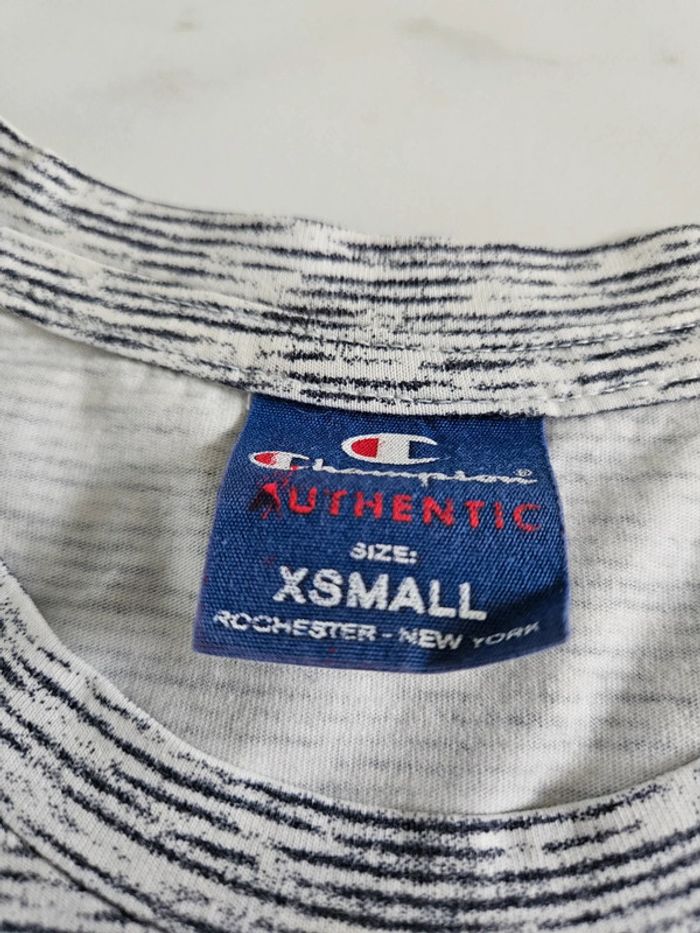 Champion®
AUTHENTIC
SIZE:
XSMALL
ROCHESTER - NEW YORK